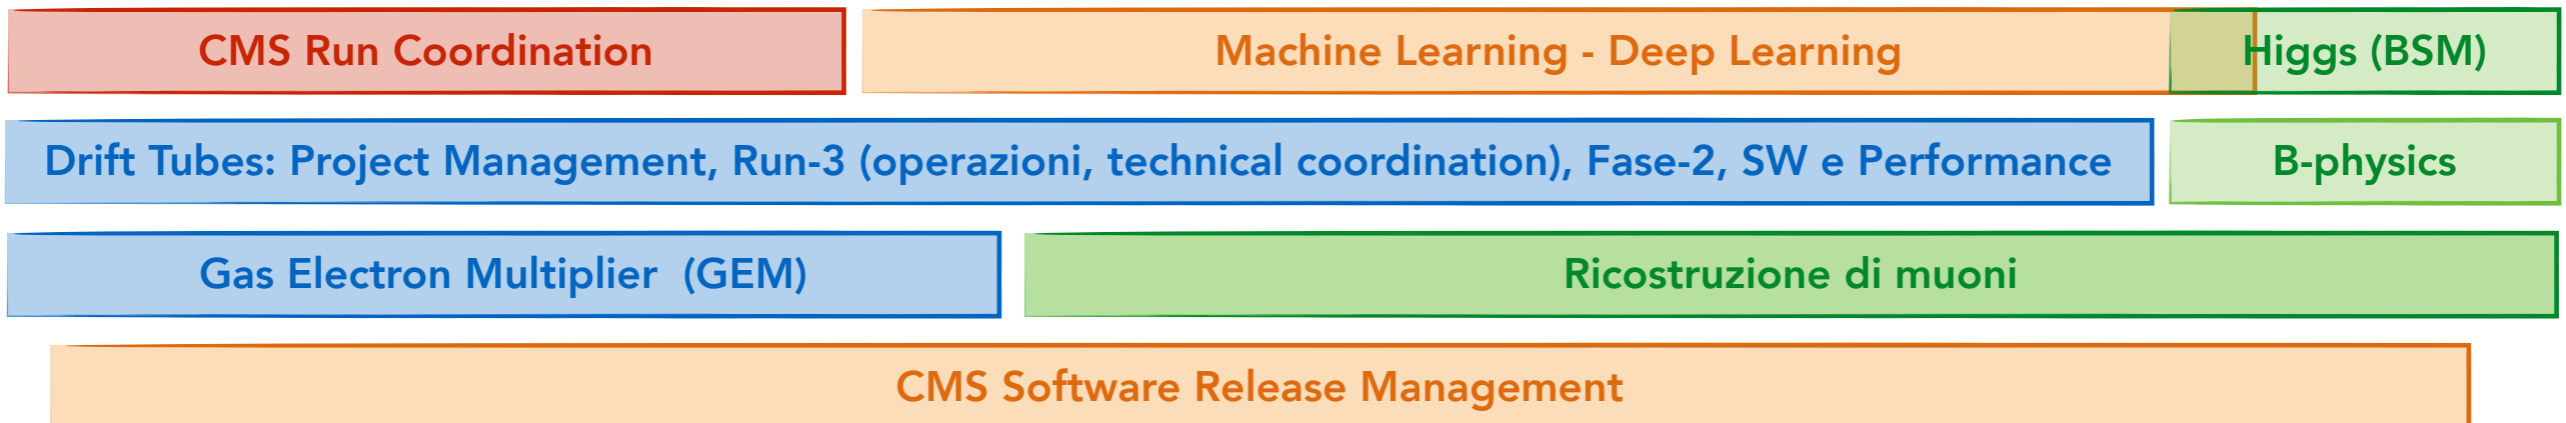 CMS Run Coordination
Machine Learning - Deep Learning
Higgs (BSM)
Drift Tubes: Project Management, Run-3 (operazioni, technical coordination), Fase-2, SW e Performance
B-physics
Gas Electron Multiplier (GEM)
Ricostruzione di muoni
CMS Software Release Management